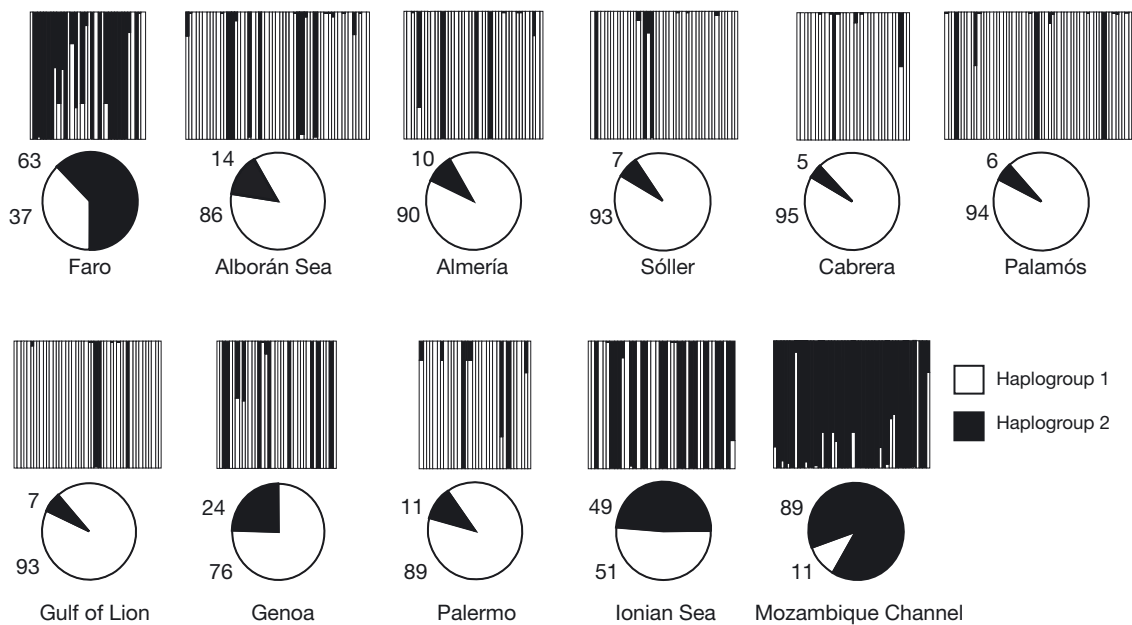 63
37
Faro
14
86
Alborán Sea
10
90
Almería
7
93
Sóller
5
95
Cabrera
6
94
Palamós
7
93
Gulf of Lion
24
76
Genoa
11
89
Palermo
49
51
Ionian Sea
89
11
Mozambique Channel
Haplogroup 1
Haplogroup 2